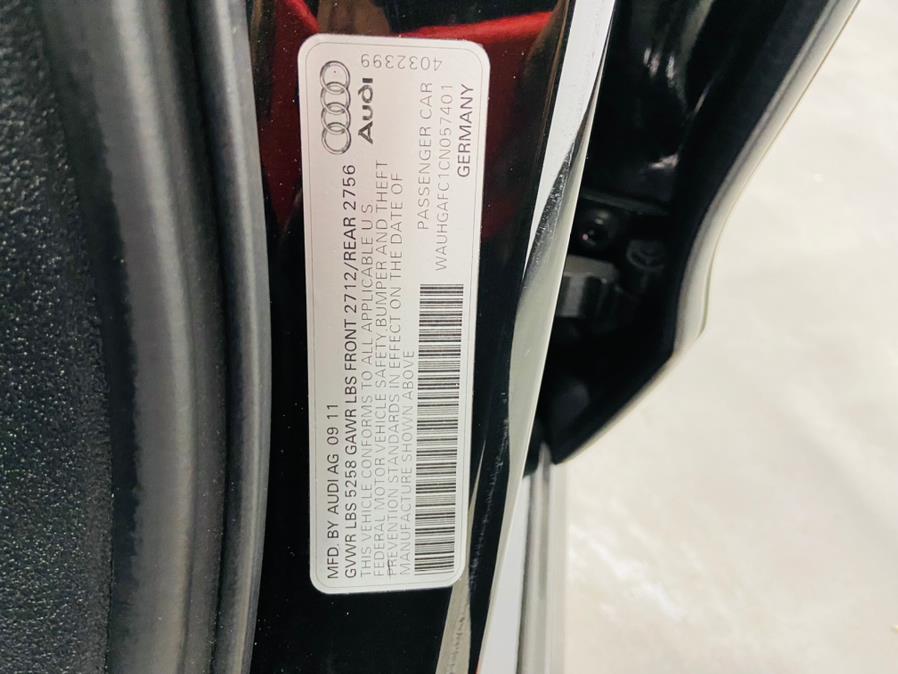 MFD. BY AUDI AG 09 11
GVWR LBS 5258 GAWR LBS FRONT 2712/REAR 2756
THIS VEHICLE CONFORMS TO ALL APPLICABLE U S
FEDERAL MOTOR VEHICLE SAFETY.BUMPER AND THEFT
PREVENTION STANDARDS IN EFFECT ON THE DATE OF
MANUFACTURE SHOWN ABOVE
PASSENGER CAR
WAUHGAFC1CN057401
GERMANY
Audi
4032399